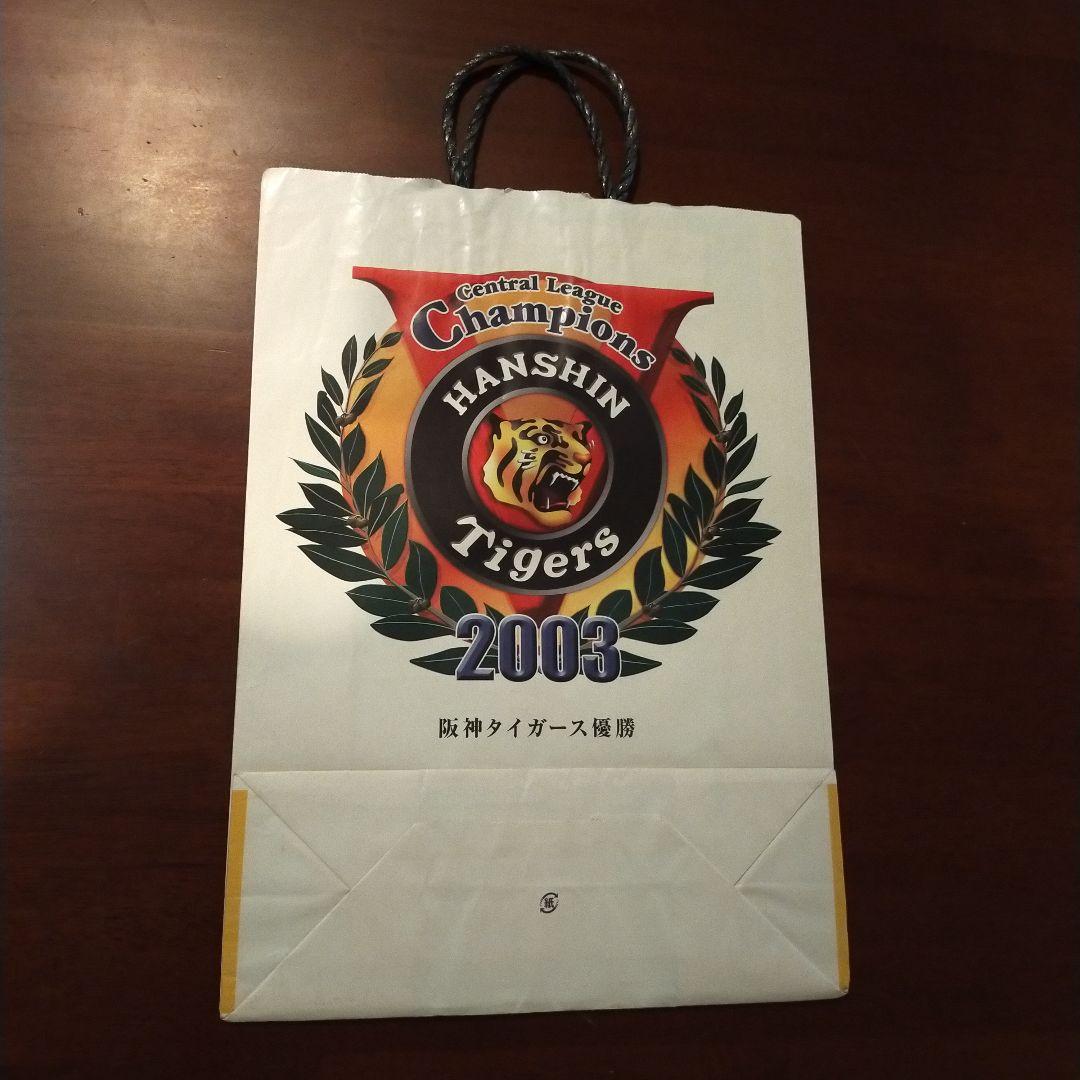 Central League
Champions
HANSHIN
Tigers
2003
阪神タイガース優勝
紙